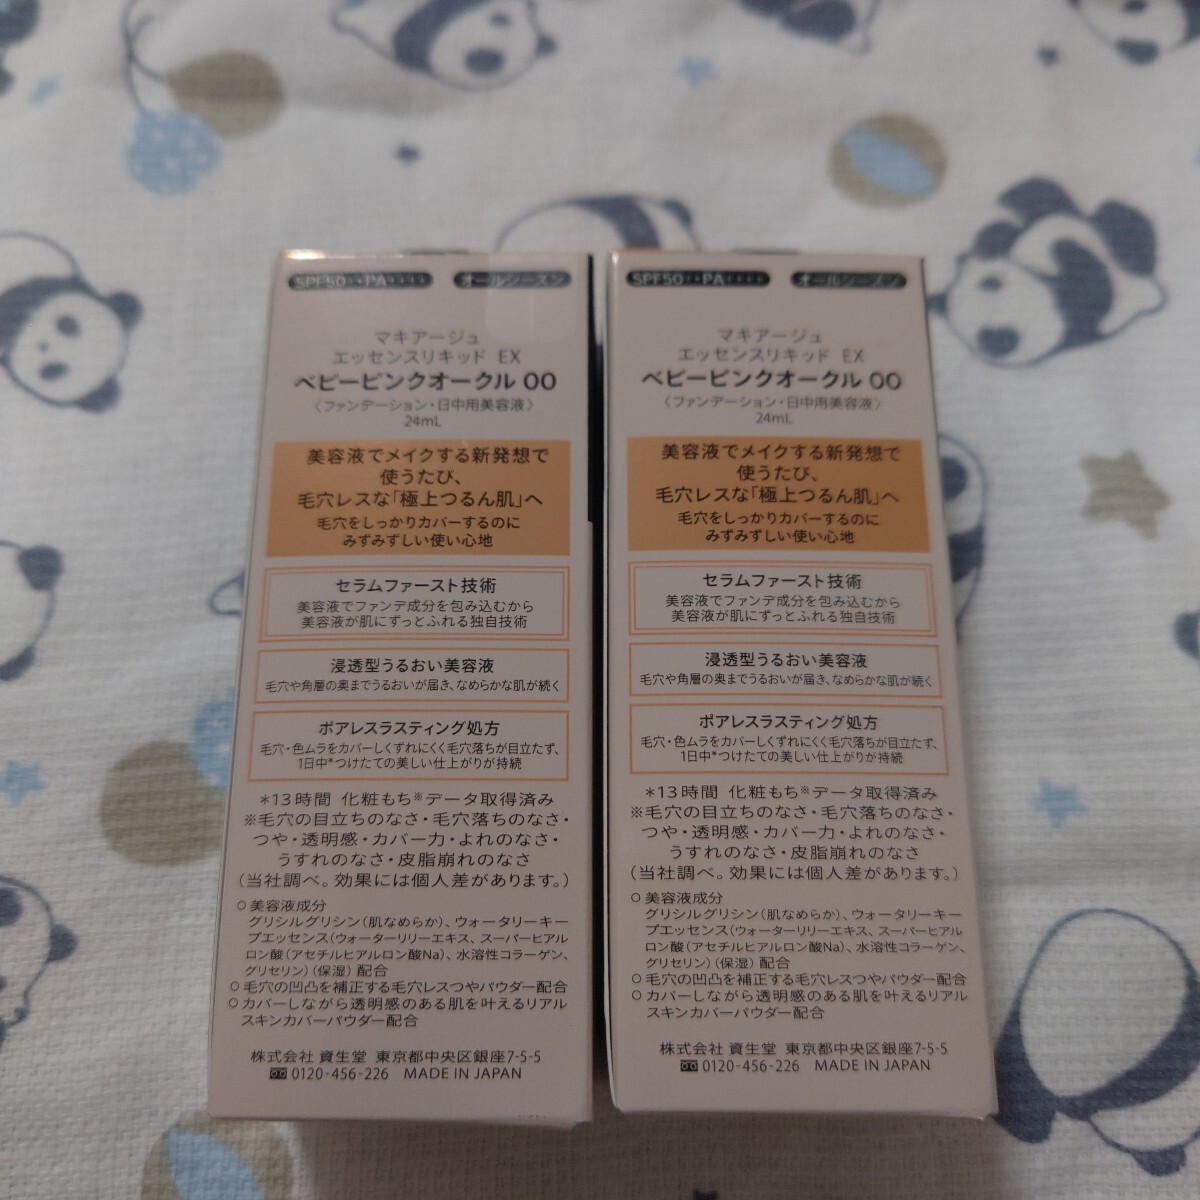 SPF50+・PA++++ オールシーズン
マキアージュ
エッセンスリキッド EX
ベビーピンクオークル 00
〈ファンデーション・日中用美容液〉
24mL
美容液でメイクする新発想で
使うたび、
毛穴レスな「極上つるん肌」へ
毛穴をしっかりカバーするのに
みずみずしい使い心地
セラムファースト技術
美容液でファンデ成分を包み込むから
美容液が肌にずっとふれる独自技術
浸透型うるおい美容液
毛穴や角層の奥までうるおいが届き、なめらかな肌が続く
ポアレスラスティング処方
毛穴・色ムラをカバーしくずれにくく毛穴落ちが目立たず、
1日中*つけたての美しい仕上がりが持続
*13時間 化粧もち※データ取得済み
※毛穴の目立ちのなさ・毛穴落ちのなさ・
つや・透明感・カバー力・よれのなさ・
うすれのなさ・皮脂崩れのなさ
(当社調べ。効果には個人差があります。)
○美容液成分
グリシルグリシン(肌なめらか)、ウォータリーキー
プエッセンス(ウォーターリリーエキス、スーパーヒアル
ロン酸(アセチルヒアルロン酸Na)、水溶性コラーゲン、
グリセリン)(保湿) 配合
○毛穴の凹凸を補正する毛穴レスつやパウダー配合
○カバーしながら透明感のある肌を叶えるリアル
スキンカバーパウダー配合
株式会社 資生堂 東京都中央区銀座7-5-5
0120-456-226 MADE IN JAPAN
SPF50+・PA++++ オールシーズン
マキアージュ
エッセンスリキッド EX
ベビーピンクオークル 00
〈ファンデーション・日中用美容液〉
24mL
美容液でメイクする新発想で
使うたび、
毛穴レスな「極上つるん肌」へ
毛穴をしっかりカバーするのに
みずみずしい使い心地
セラムファースト技術
美容液でファンデ成分を包み込むから
美容液が肌にずっとふれる独自技術
浸透型うるおい美容液
毛穴や角層の奥までうるおいが届き、なめらかな肌が続く
ポアレスラスティング処方
毛穴・色ムラをカバーしくずれにくく毛穴落ちが目立たず、
1日中*つけたての美しい仕上がりが持続
*13時間 化粧もち※データ取得済み
※毛穴の目立ちのなさ・毛穴落ちのなさ・
つや・透明感・カバー力・よれのなさ・
うすれのなさ・皮脂崩れのなさ
(当社調べ。効果には個人差があります。)
○美容液成分
グリシルグリシン(肌なめらか)、ウォータリーキー
プエッセンス(ウォーターリリーエキス、スーパーヒアル
ロン酸(アセチルヒアルロン酸Na)、水溶性コラーゲン、
グリセリン)(保湿) 配合
○毛穴の凹凸を補正する毛穴レスつやパウダー配合
○カバーしながら透明感のある肌を叶えるリアル
スキンカバーパウダー配合
株式会社 資生堂 東京都中央区銀座7-5-5
0120-456-226 MADE IN JAPAN